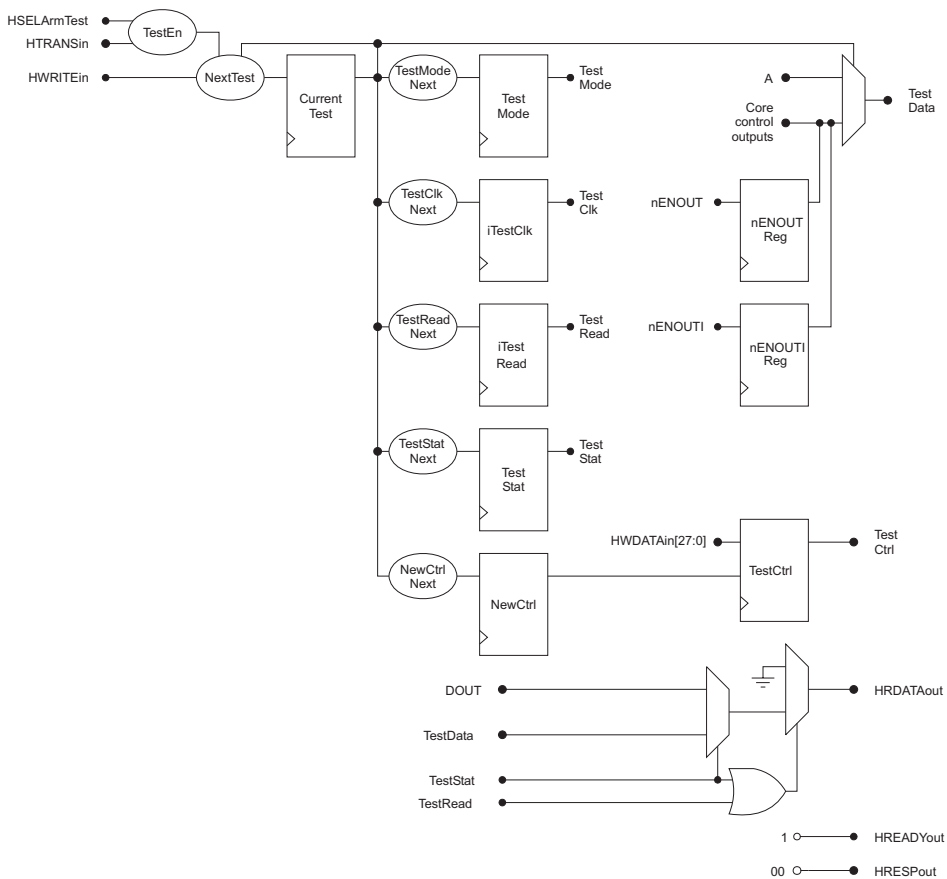 HSELArmTest
HTRANSin
HWRITEin
TestEn
NextTest
Current
Test
TestMode
Next
Test
Mode
Test
Mode
A
Core
control
outputs
Test
Data
TestClk
Next
iTestClk
Test
Clk
nENOUT
nENOUT
Reg
TestRead
Next
iTest
Read
Test
Read
nENOUTI
nENOUTI
Reg
TestStat
Next
Test
Stat
Test
Stat
HWDATAin[27:0]
TestCtrl
Test
Ctrl
NewCtrl
Next
NewCtrl
DOUT
TestData
TestStat
TestRead
HRDATAout
1
HREADYout
00
HRESPout